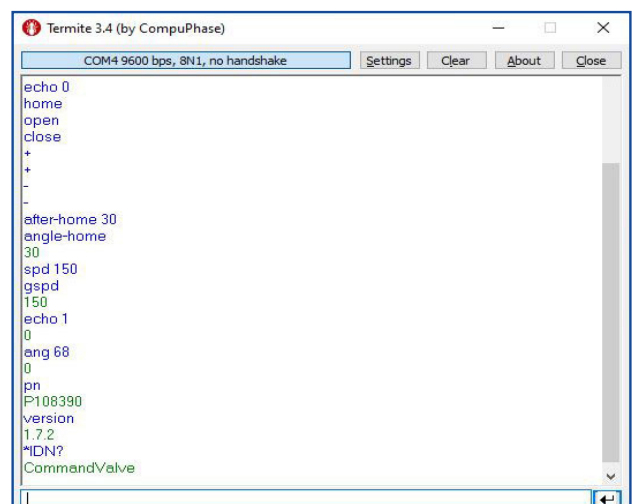 Termite 3.4 (by CompuPhase)
COM4 9600 bps, 8N1, no handshake Settings Clear About Close
echo 0
home
open
close
+
+
-
-
after-home 30
angle-home
30
spd 150
gspd
150
echo 1
0
ang 68
0
pn
P108390
version
1.7.2
*IDN?
CommandValve